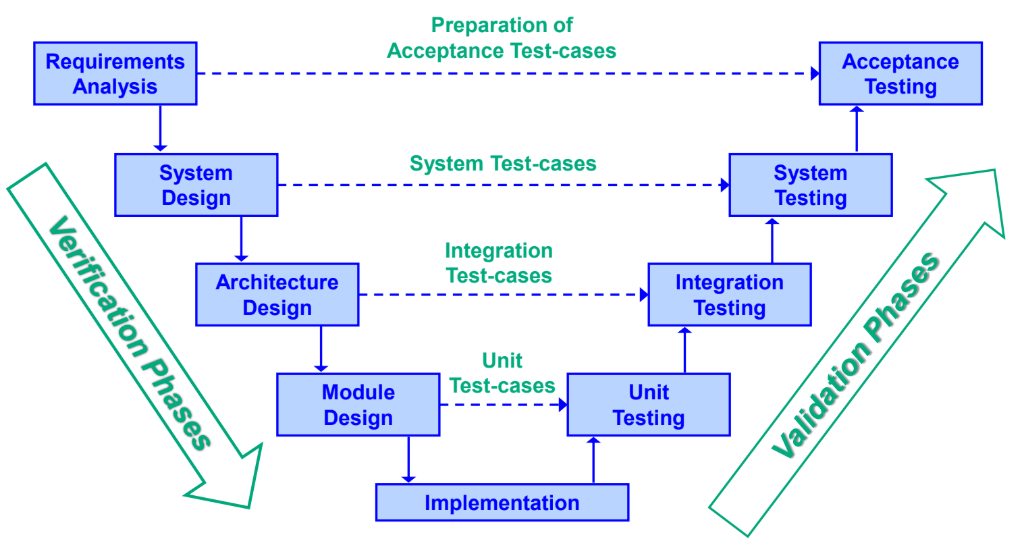 Preparation of
Acceptance Test-cases
Requirements
Analysis
Acceptance
Testing
System
Design
System Test-cases
System
Testing
Verification Phases
Architecture
Design
Integration
Test-cases
Integration
Testing
Validation Phases
Module
Design
Unit
Test-cases
Unit
Testing
Implementation